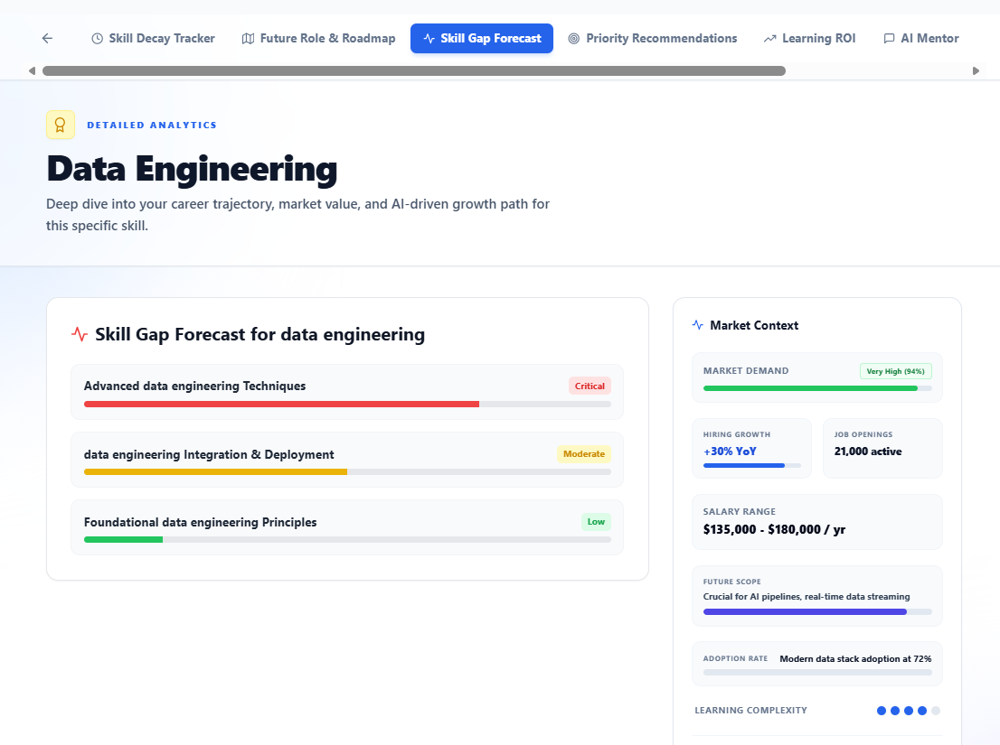 Skill Decay Tracker
Future Role & Roadmap
Skill Gap Forecast
Priority Recommendations
Learning ROI
AI Mentor
DETAILED ANALYTICS
Data Engineering
Deep dive into your career trajectory, market value, and AI-driven growth path for
this specific skill.
Skill Gap Forecast for data engineering
Advanced data engineering Techniques
Critical
data engineering Integration & Deployment
Moderate
Foundational data engineering Principles
Low
Market Context
MARKET DEMAND
Very High (94%)
HIRING GROWTH
+30% YoY
JOB OPENINGS
21,000 active
SALARY RANGE
$135,000 - $180,000 / yr
FUTURE SCOPE
Crucial for AI pipelines, real-time data streaming
ADOPTION RATE
Modern data stack adoption at 72%
LEARNING COMPLEXITY